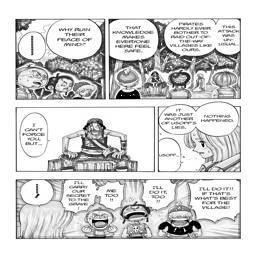 THIS
ATTACK
WAS
UN-
USUAL.
PIRATES
HARDLY EVER
BOTHER TO
RAID OUT-
OF-THE-
WAY
VILLAGES LIKE
OURS.
THAT
KNOWLEDGE
MAKES
EVERYONE
HERE FEEL
SAFE.
WHY RUIN
THEIR
PEACE OF
MIND?
NOTHING
HAPPENED.
IT
WAS JUST
ANOTHER
OF USOPP'S
LIES.
USOPP...
I
CAN'T
FORCE
YOU,
BUT...
I'LL DO IT!! IF
THAT'S WHAT'S
BEST FOR
THE VILLAGE!
I'LL
DO IT,
TOO!!
ME
TOO!!
I'LL
CARRY
OUR
SECRET TO
THE GRAVE!